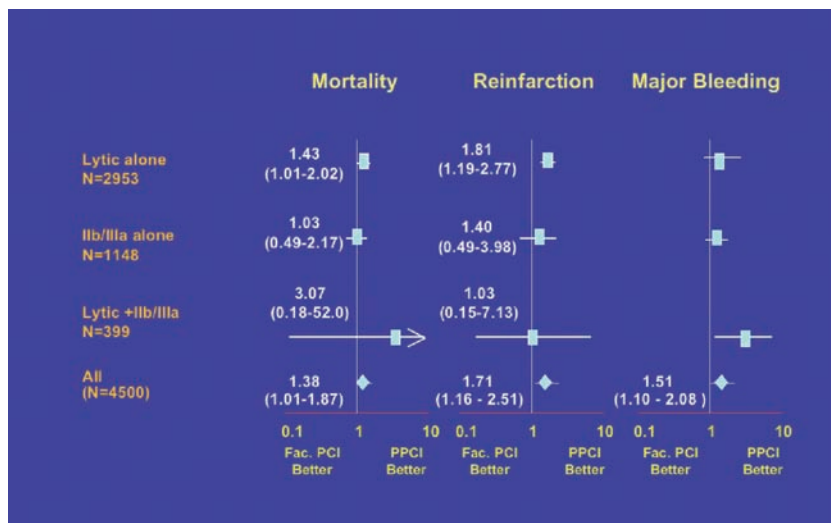 Mortality Reinfarction Major Bleeding
Lytic alone
N=2953
1.43
(1.01-2.02)
1.81
(1.19-2.77)
IIb/IIIa alone
N=1148
1.03
(0.49-2.17)
1.40
(0.49-3.98)
Lytic +IIb/IIIa
N=399
3.07
(0.18-52.0)
1.03
(0.15-7.13)
All
(N=4500)
1.38
(1.01-1.87)
1.71
(1.16 - 2.51)
1.51
(1.10 - 2.08 )
0.1 1 10 0.1 1 10 0.1 1 10
Fac. PCI PPCI Fac. PCI PPCI Fac. PCI PPCI
Better Better Better Better Better Better